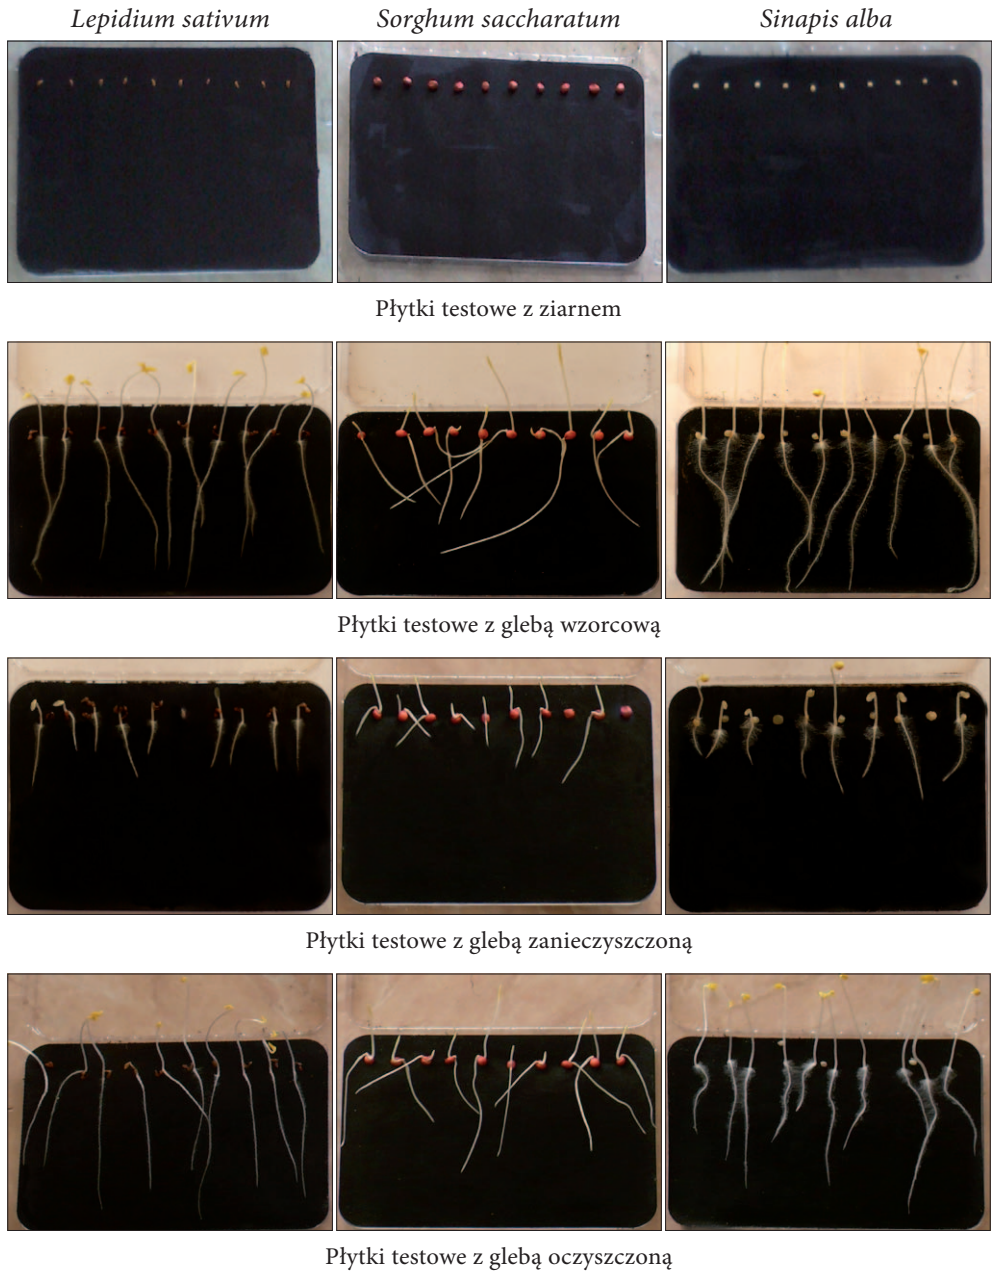 Lepidium sativum
Sorghum saccharatum
Sinapis alba
Płytki testowe z ziarnem
Płytki testowe z glebą wzorcową
Płytki testowe z glebą zanieczyszczoną
Płytki testowe z glebą oczyszczoną